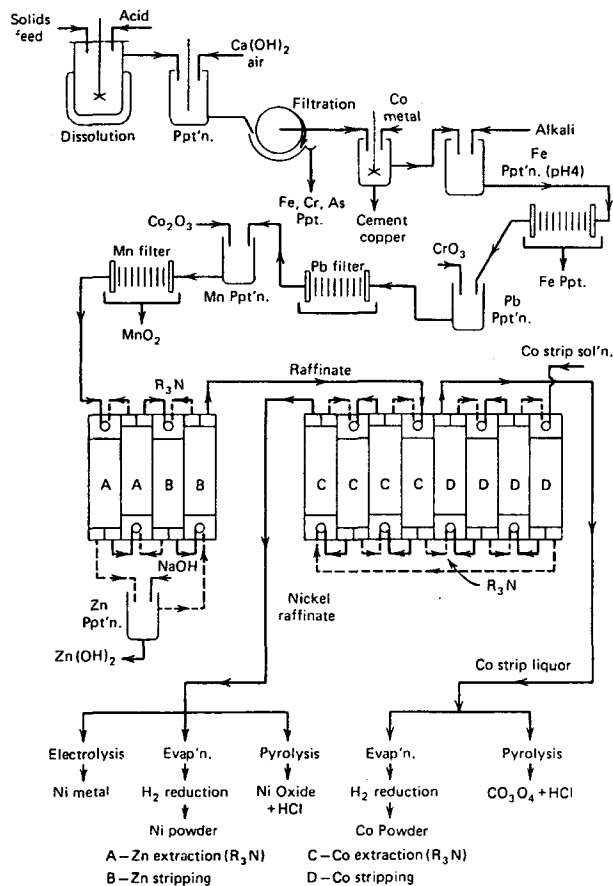 Solids
feed
Acid
Dissolution
Ca(OH)2
air
Ppt'n.
Filtration
Fe, Cr, As
Ppt.
Co
metal
Cement
copper
Alkali
Fe
Ppt'n. (pH4)
Fe Ppt.
CrO3
Pb
Ppt'n.
Pb filter
Co2O3
Mn Ppt'n.
Mn filter
MnO2
R3N
Raffinate
Co strip sol'n.
A
A
B
B
C
C
C
C
D
D
D
D
NaOH
Zn
Ppt'n.
Zn(OH)2
R3N
Nickel
raffinate
Co strip liquor
Electrolysis
Ni metal
Evap'n.
H2 reduction
Ni powder
Pyrolysis
Ni Oxide
+HCl
Evap'n.
H2 reduction
Co Powder
Pyrolysis
CO3O4 + HCl
A – Zn extraction (R3N)
B – Zn stripping
C – Co extraction (R3N)
D – Co stripping